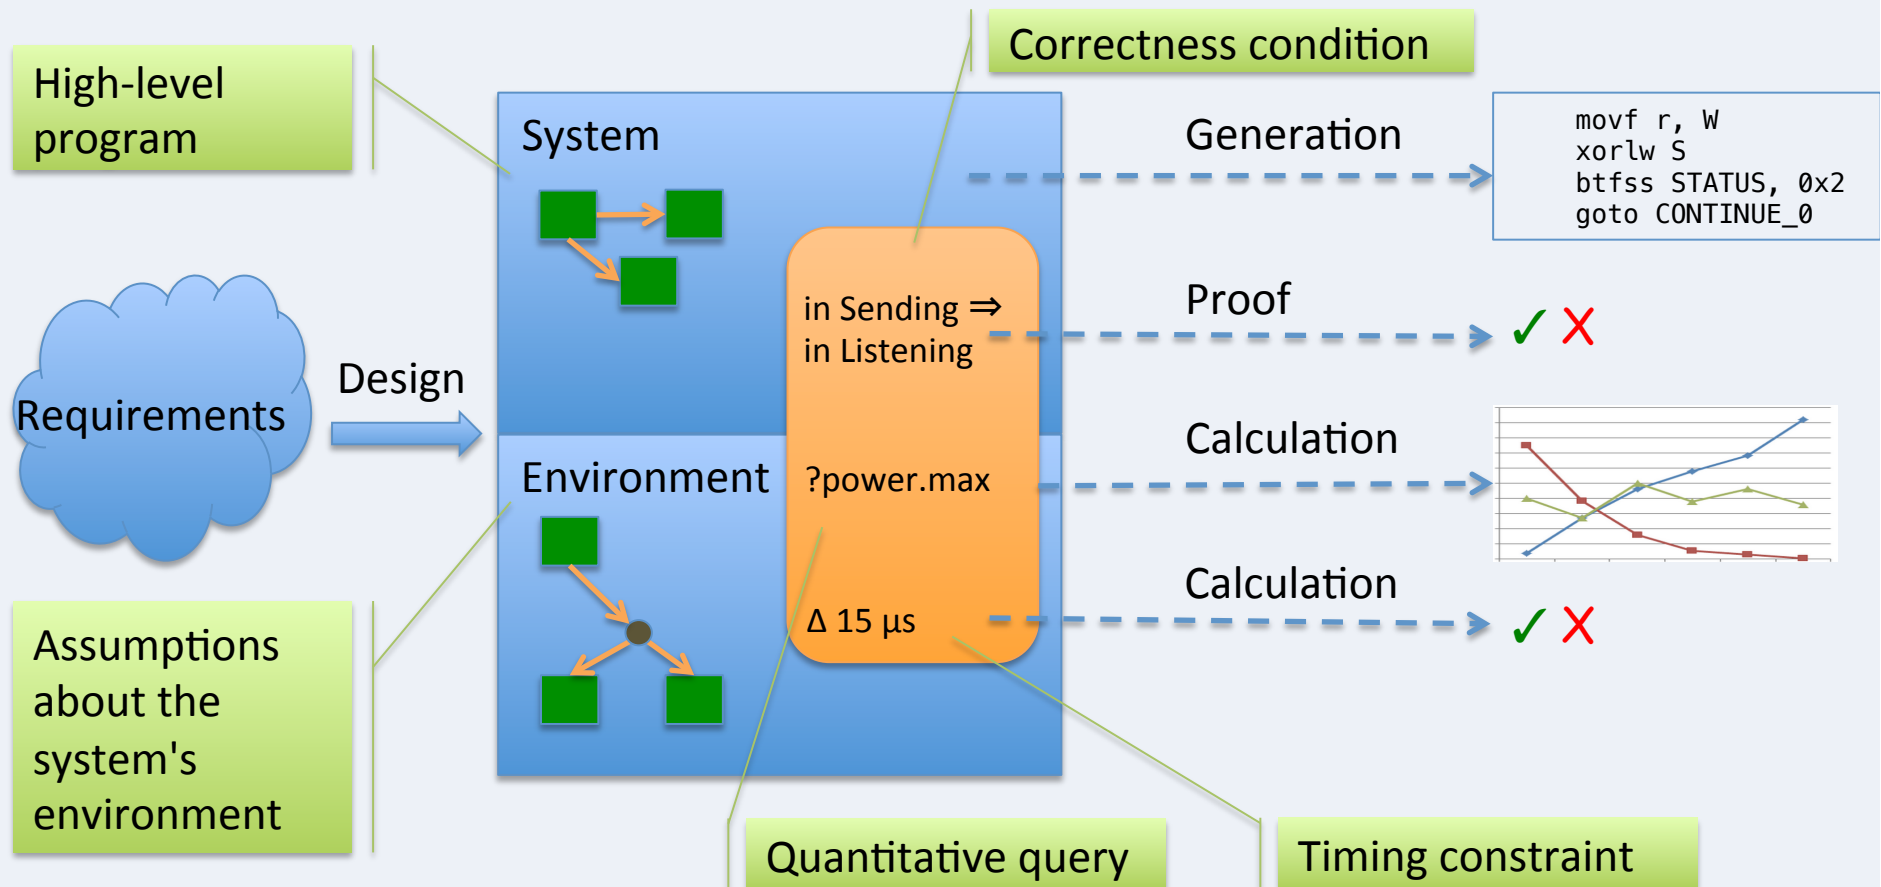 Correctness condition
High-level
program
System
Generation
movf r, W
xorlw S
btfss STATUS, 0x2
goto CONTINUE_0
in Sending ⇒
in Listening
Proof
✓ X
Requirements
Design
Environment
?power.max
Calculation
Δ 15 μs
Calculation
✓ X
Assumptions
about the
system's
environment
Quantitative query
Timing constraint